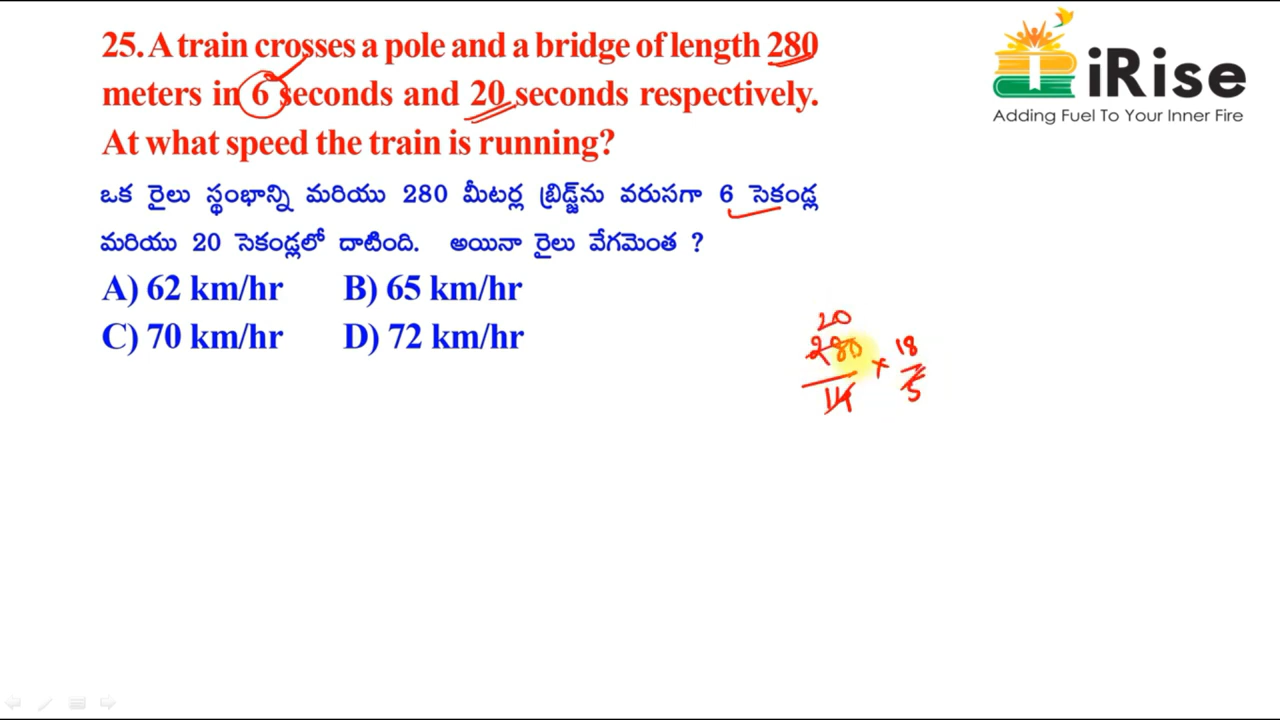 25. A train crosses a pole and a bridge of length 280
meters in 6 seconds and 20 seconds respectively.
At what speed the train is running?
ఒక రైలు స్థంభాన్ని మరియు 280 మీటర్ల బ్రిడ్జ్‌ను వరుసగా 6 సెకండ్ల
మరియు 20 సెకండ్లలో దాటింది. అయినా రైలు వేగమెంత ?
A) 62 km/hr B) 65 km/hr
C) 70 km/hr D) 72 km/hr
iRise
Adding Fuel To Your Inner Fire
20
280 × 18
14 5